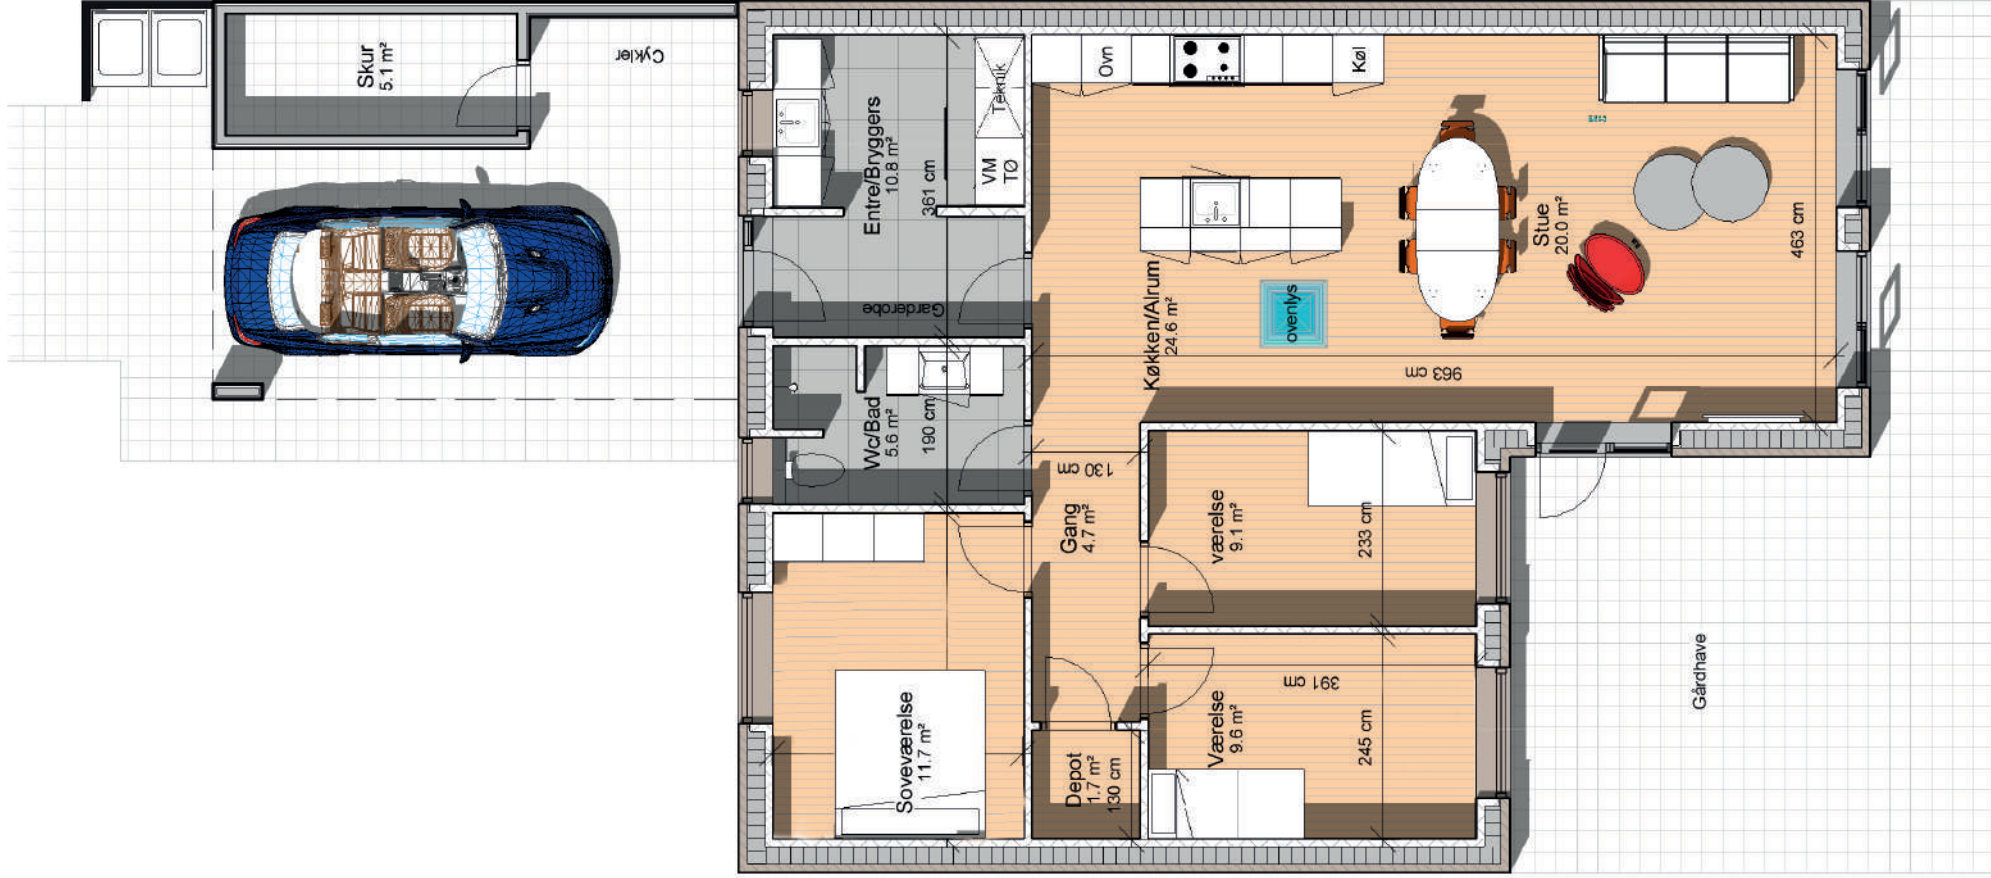 Skur
5.1 m²
Cykler
Entre/Bryggers
10.8 m²
361 cm
Teknik
VM
TØ
Garderobe
Ovn
Køl
Stue
20.0 m²
463 cm
Køkken/Alrum
24.6 m²
ovenlys
963 cm
Wc/Bad
5.6 m²
190 cm
130 cm
Gang
4.7 m²
værelse
9.1 m²
233 cm
Soveværelse
11.7 m²
Depot
1.7 m²
130 cm
Værelse
9.6 m²
391 cm
245 cm
Gårdhave